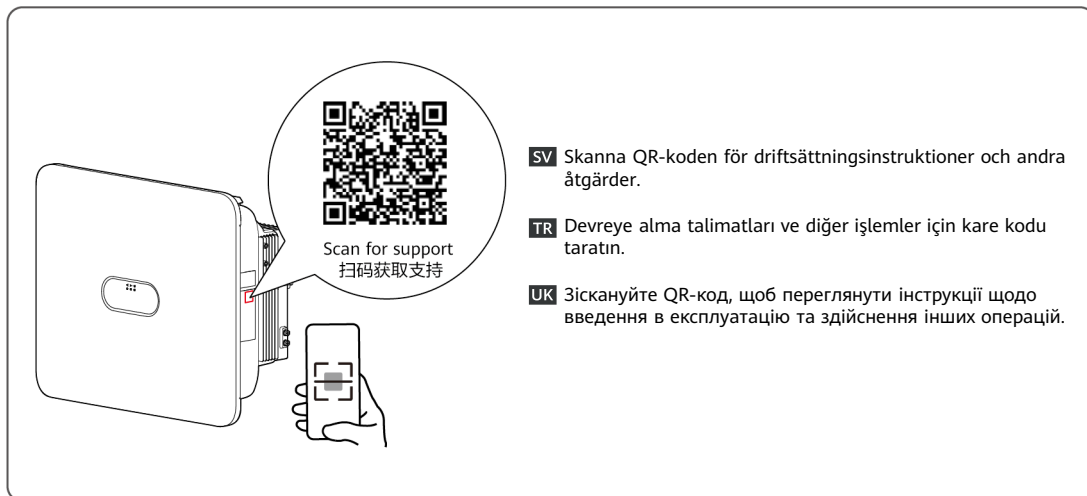 Scan for support
扫码获取支持
SV Skanna QR-koden för driftsättningsinstruktioner och andra
åtgärder.
TR Devreye alma talimatları ve diğer işlemler için kare kodu
taratın.
UK Зіскануйте QR-код, щоб переглянути інструкції щодо
введення в експлуатацію та здійснення інших операцій.